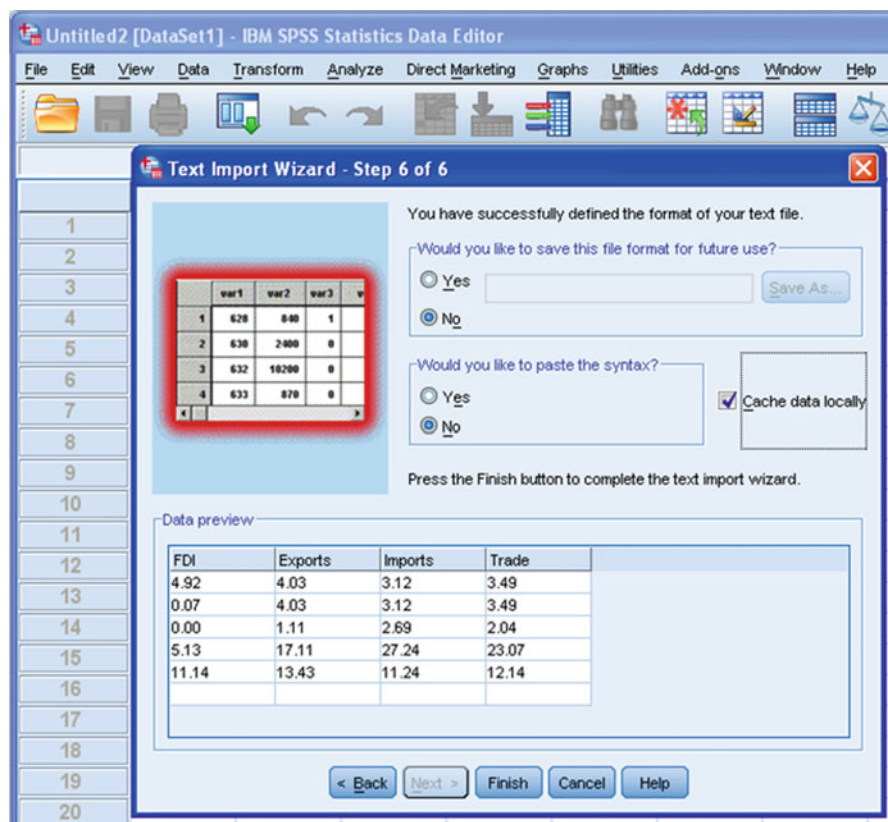 Untitled2 [DataSet1] - IBM SPSS Statistics Data Editor
File Edit View Data Transform Analyze Direct Marketing Graphs Utilities Add-ons Window Help
Text Import Wizard - Step 6 of 6
You have successfully defined the format of your text file.
Would you like to save this file format for future use?
Yes
Save As...
No
var1 var2 var3 v
1 628 840 1
2 630 2400 0
3 632 10200 0
4 633 870 0
Would you like to paste the syntax?
Yes
No
Cache data locally
Press the Finish button to complete the text import wizard.
Data preview
FDI Exports Imports Trade
4.92 4.03 3.12 3.49
0.07 4.03 3.12 3.49
0.00 1.11 2.69 2.04
5.13 17.11 27.24 23.07
11.14 13.43 11.24 12.14
< Back Next > Finish Cancel Help
1
2
3
4
5
6
7
8
9
10
11
12
13
14
15
16
17
18
19
20